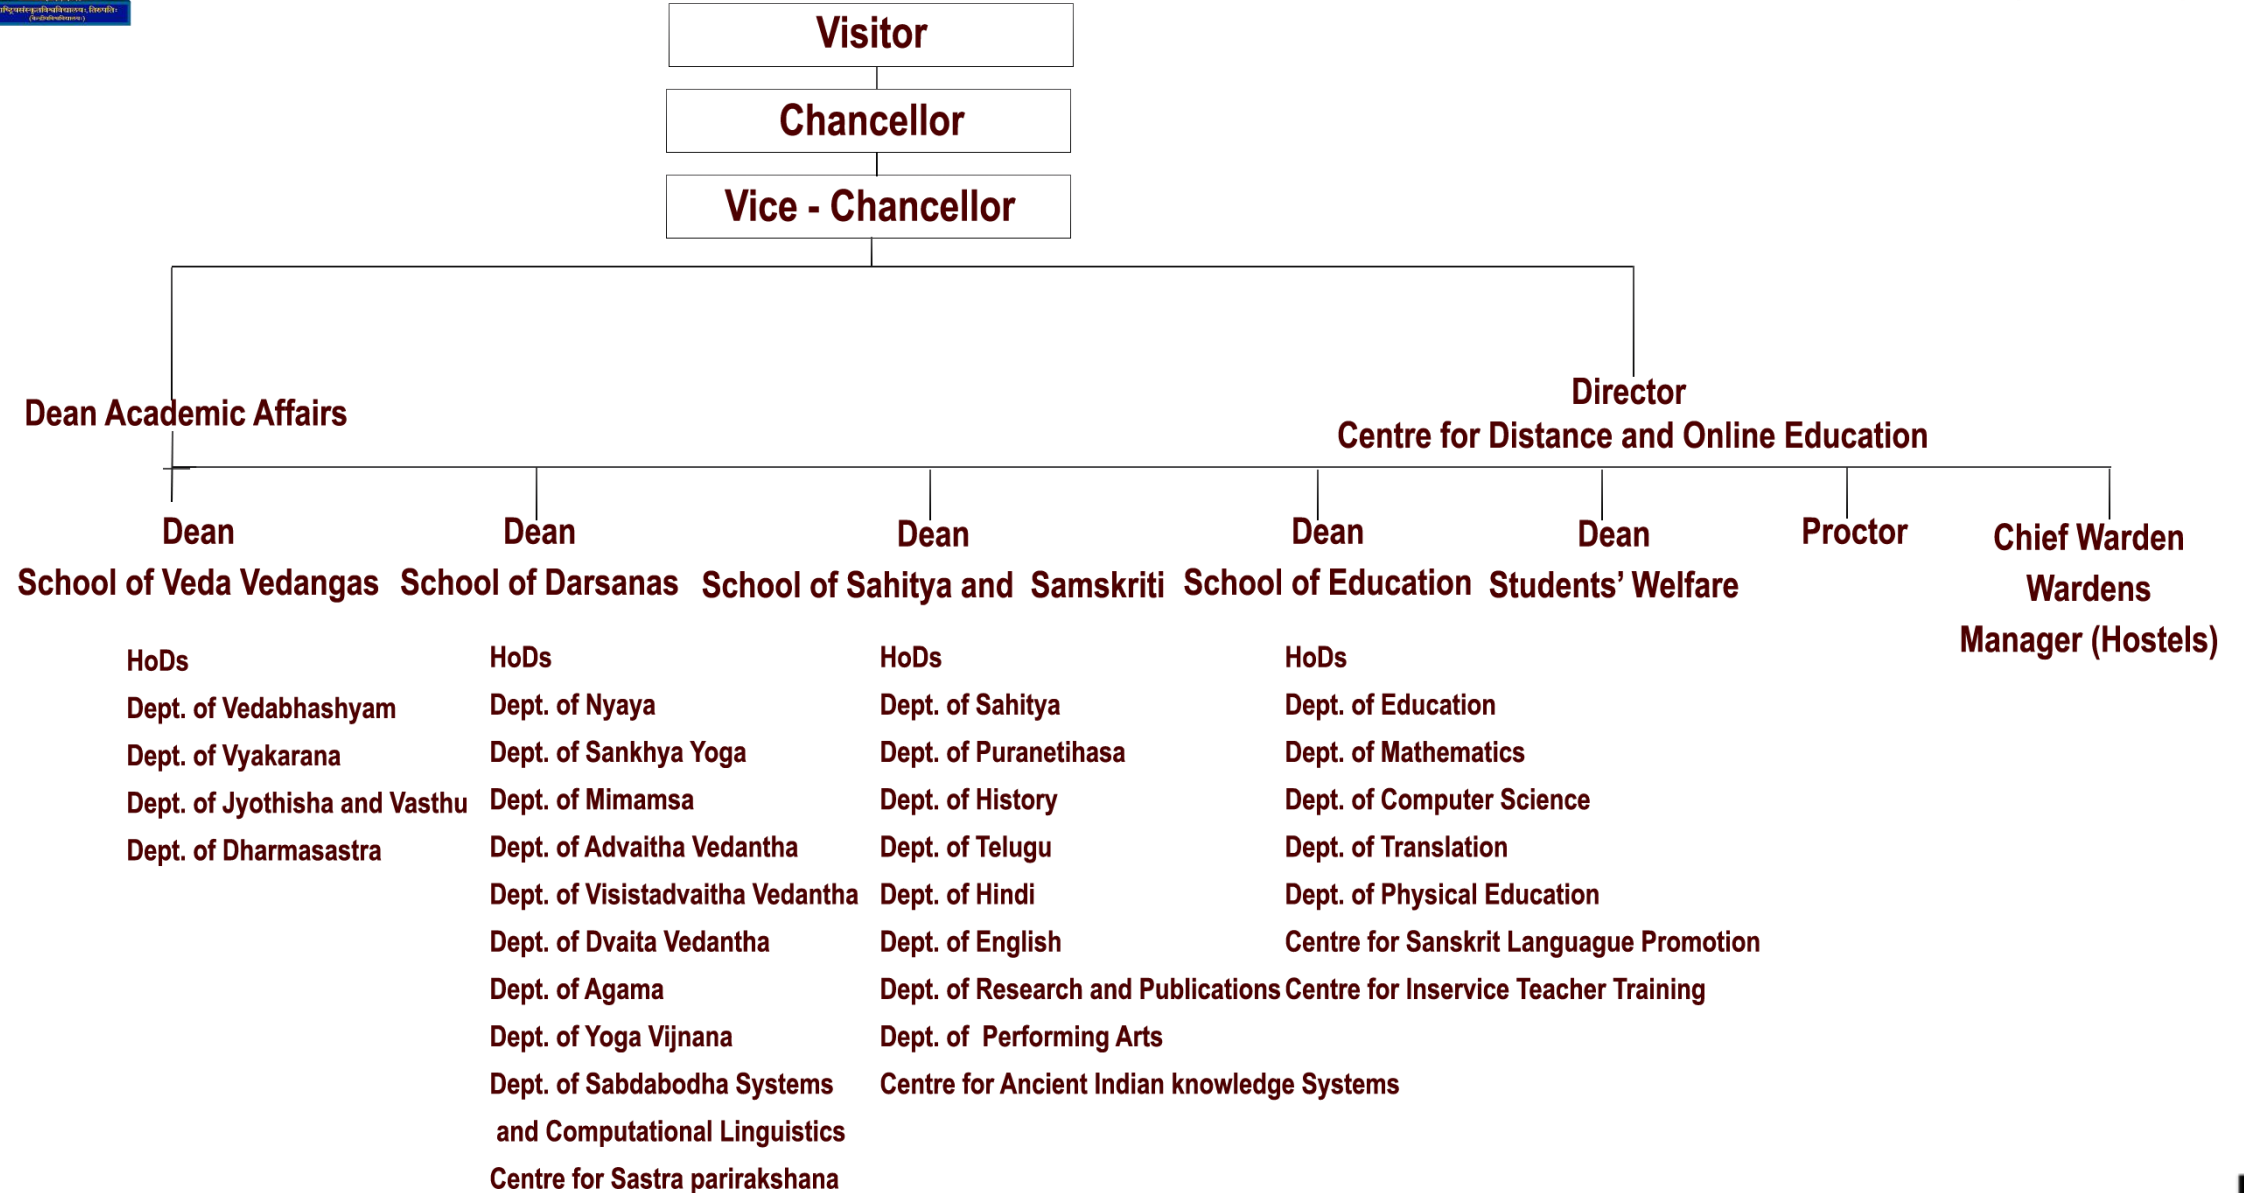 राष्ट्रियसंस्कृतविश्वविद्यालयः, तिरुपतिः
(केन्द्रीयविश्वविद्यालयः)
Visitor
Chancellor
Vice - Chancellor
Dean Academic Affairs
Director
Centre for Distance and Online Education
Dean
School of Veda Vedangas
HoDs
Dept. of Vedabhashyam
Dept. of Vyakarana
Dept. of Jyothisha and Vasthu
Dept. of Dharmasastra
Dean
School of Darsanas
HoDs
Dept. of Nyaya
Dept. of Sankhya Yoga
Dept. of Mimamsa
Dept. of Advaitha Vedantha
Dept. of Visistadvaitha Vedantha
Dept. of Dvaita Vedantha
Dept. of Agama
Dept. of Yoga Vijnana
Dept. of Sabdabodha Systems
and Computational Linguistics
Centre for Sastra parirakshana
Dean
School of Sahitya and Samskriti
HoDs
Dept. of Sahitya
Dept. of Puranetihasa
Dept. of History
Dept. of Telugu
Dept. of Hindi
Dept. of English
Dept. of Research and Publications
Dept. of Performing Arts
Centre for Ancient Indian knowledge Systems
Dean
School of Education
HoDs
Dept. of Education
Dept. of Mathematics
Dept. of Computer Science
Dept. of Translation
Dept. of Physical Education
Centre for Sanskrit Languague Promotion
Centre for Inservice Teacher Training
Dean
Students’ Welfare
Proctor
Chief Warden
Wardens
Manager (Hostels)